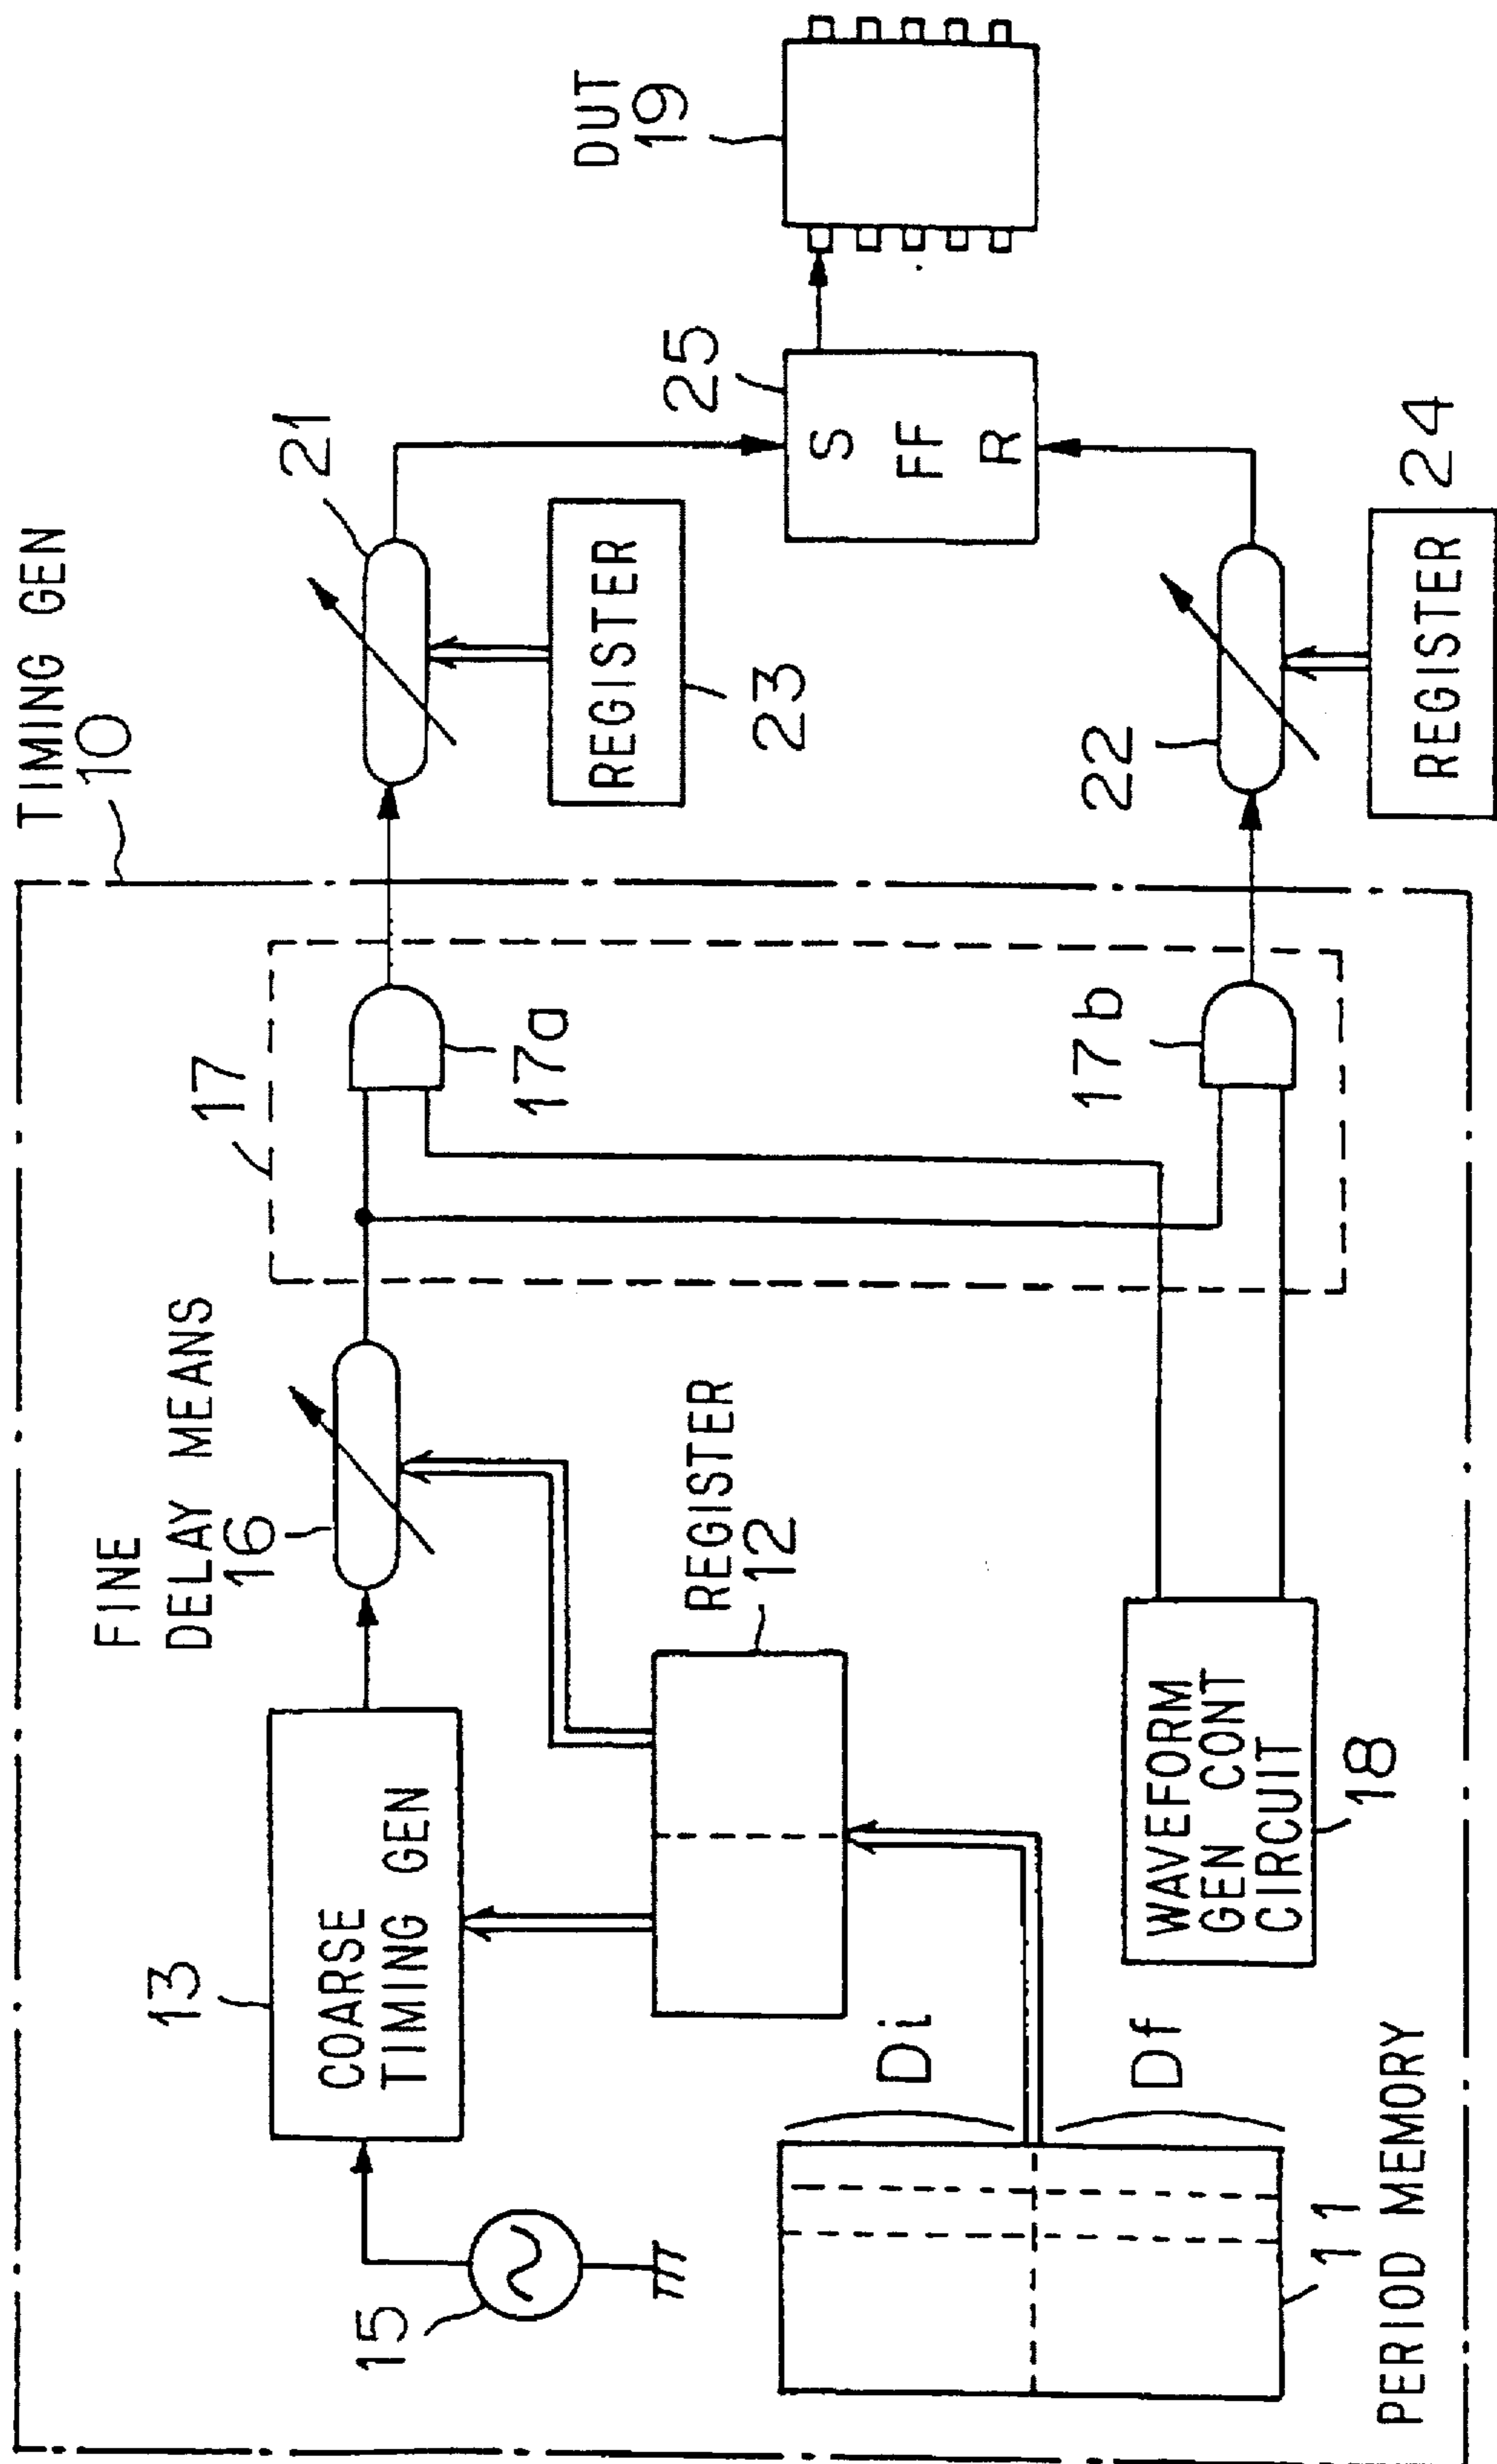 TIMING GEN
10
17
FINE
DELAY MEANS
16
13
COARSE
TIMING GEN
15
REGISTER
12
Di
Df
11
PERIOD MEMORY
WAVEFORM
GEN CONT
CIRCUIT
18
17a
17b
21
REGISTER
23
22
REGISTER
24
25
S
FF
R
DUT
19